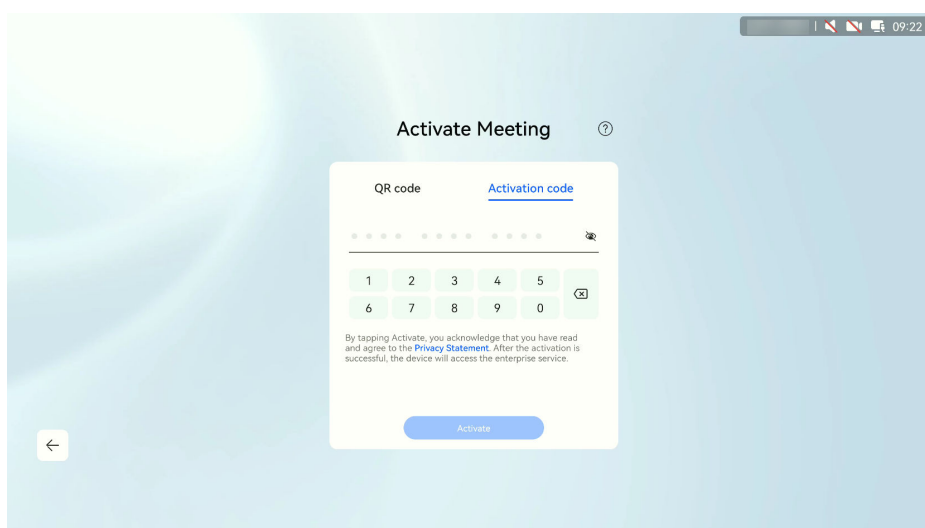 09:22
Activate Meeting ?
QR code Activation code
1 2 3 4 5
6 7 8 9 0
By tapping Activate, you acknowledge that you have read
and agree to the Privacy Statement. After the activation is
successful, the device will access the enterprise service.
Activate